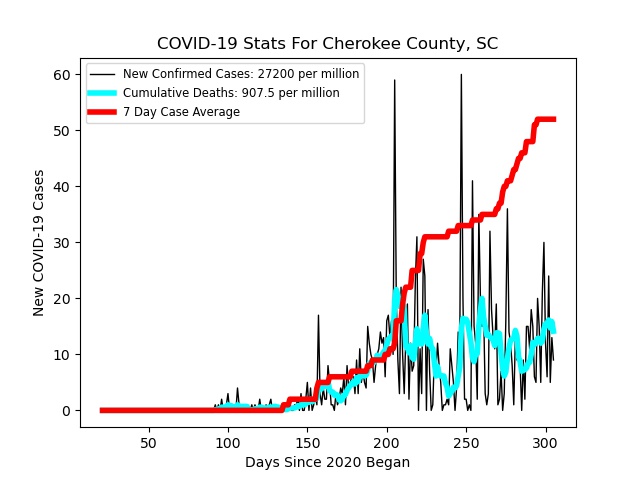 COVID-19 Stats For Cherokee County, SC
New Confirmed Cases: 27200 per million
Cumulative Deaths: 907.5 per million
7 Day Case Average
New COVID-19 Cases
60
50
40
30
20
10
0
50 100 150 200 250 300
Days Since 2020 Began